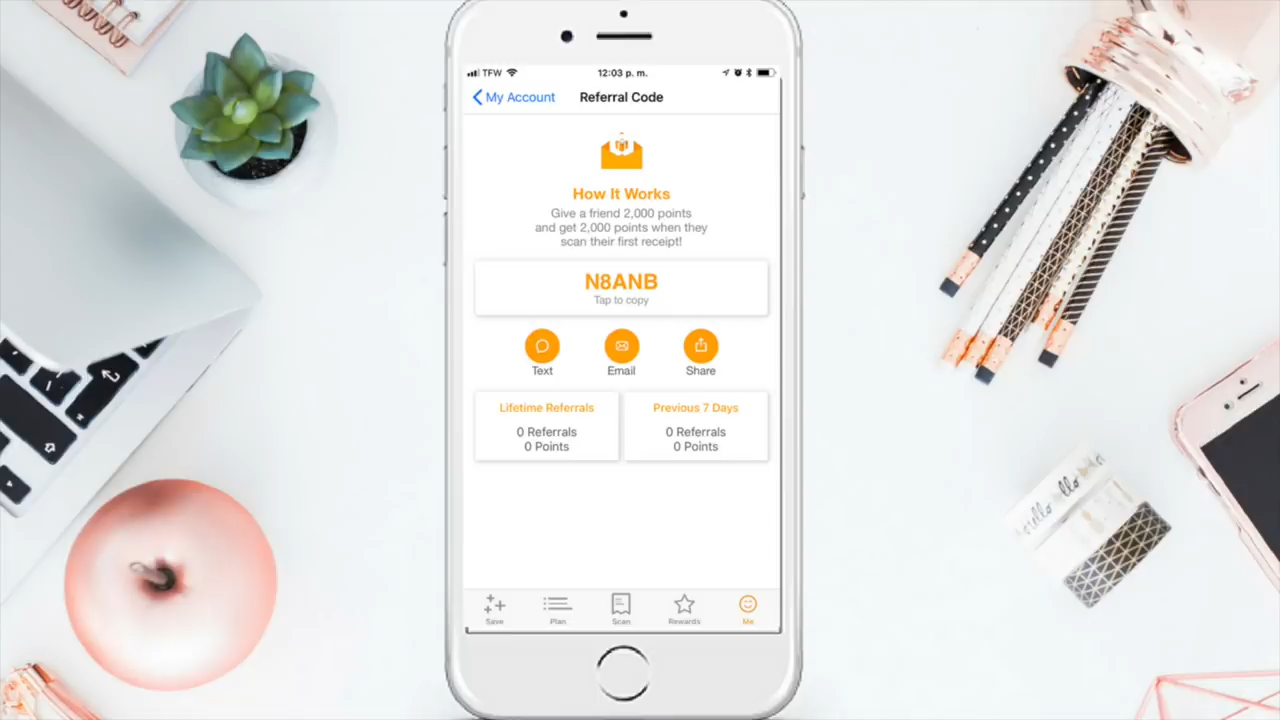 TFW
12:03 p. m.
My Account
Referral Code
How It Works
Give a friend 2,000 points
and get 2,000 points when they
scan their first receipt!
N8ANB
Tap to copy
Text
Email
Share
Lifetime Referrals
0 Referrals
0 Points
Previous 7 Days
0 Referrals
0 Points
hello
Save
Plan
Scan
Rewards
Me